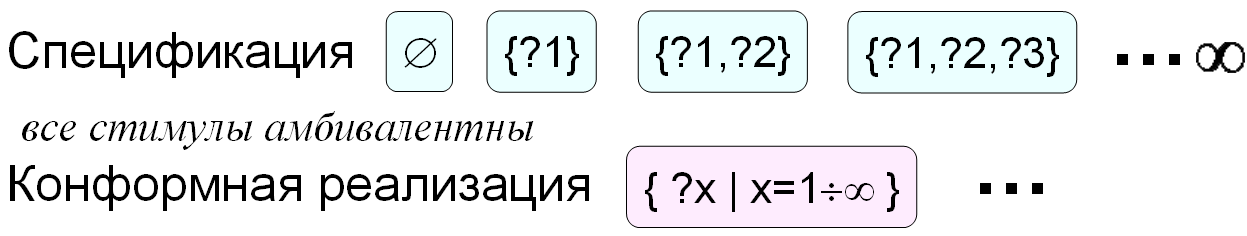 Спецификация ∅ {?1} {?1,?2} {?1,?2,?3} ...∞
все стимулы амбивалентны
Конформная реализация { ?x | x=1÷∞ } ...